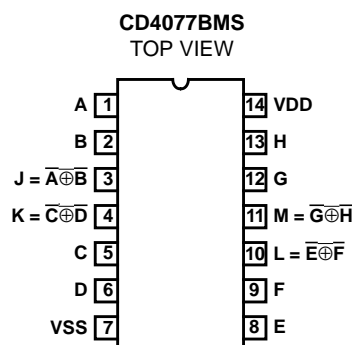 CD4077BMS
TOP VIEW
A 1
B 2
J = A̅⊕̅B̅ 3
K = C̅⊕̅D̅ 4
C 5
D 6
VSS 7
14 VDD
13 H
12 G
11 M = G̅⊕̅H̅
10 L = E̅⊕̅F̅
9 F
8 E